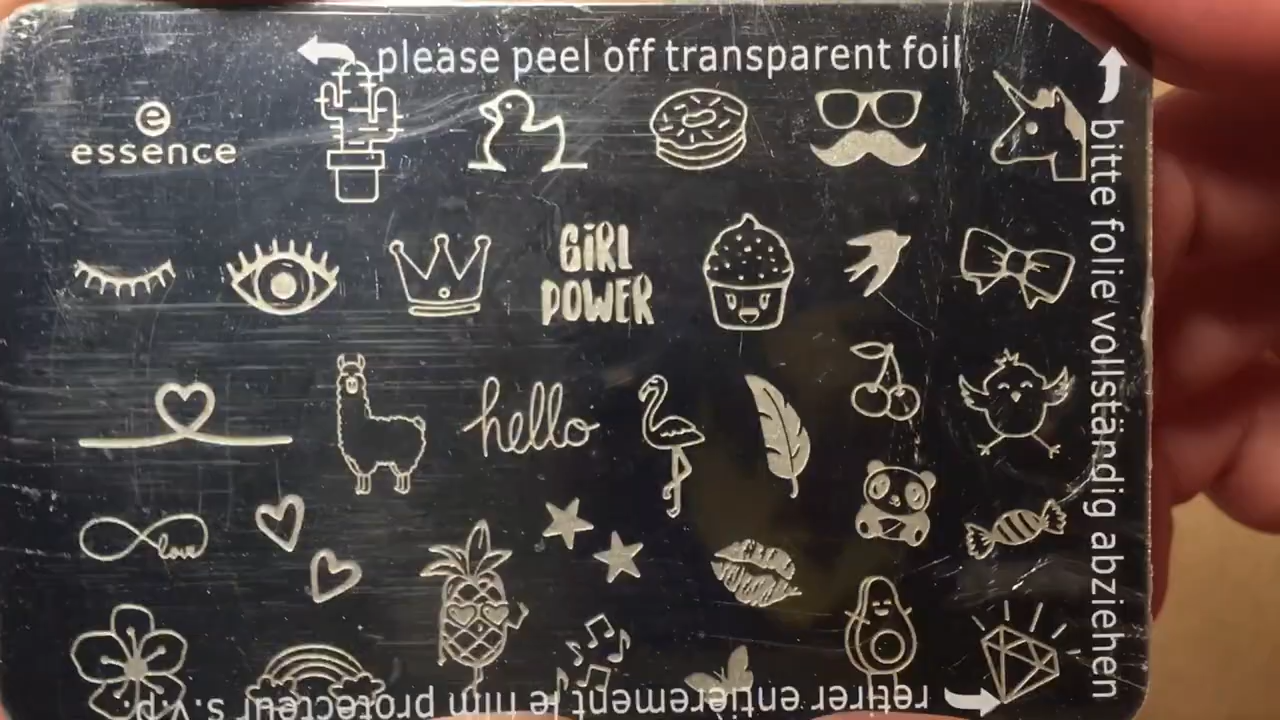 please peel off transparent foil
e
essence
GiRL
POWER
hello
love
bitte folie vollständig abziehen
retirer entièrement le film protecteur s.v.p.